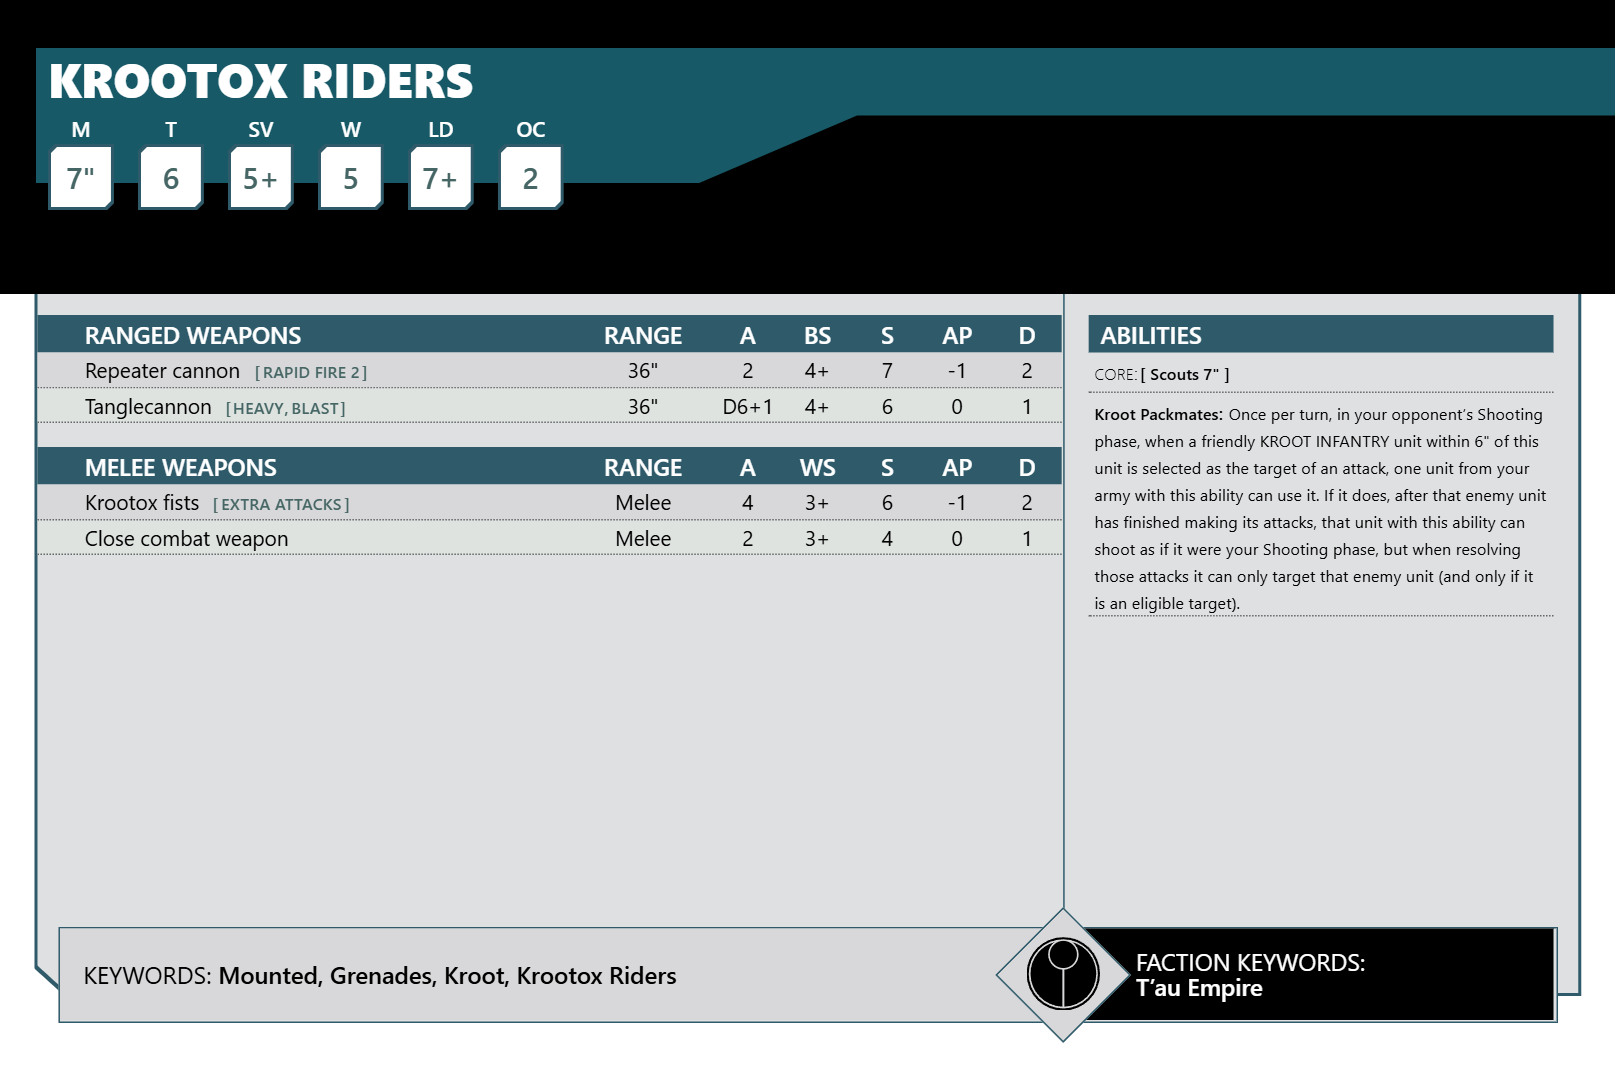 KROOTOX RIDERS
M T SV W LD OC
7" 6 5+ 5 7+ 2
RANGED WEAPONS RANGE A BS S AP D
Repeater cannon [RAPID FIRE 2] 36" 2 4+ 7 -1 2
Tanglecannon [HEAVY, BLAST] 36" D6+1 4+ 6 0 1
MELEE WEAPONS RANGE A WS S AP D
Krootox fists [EXTRA ATTACKS] Melee 4 3+ 6 -1 2
Close combat weapon Melee 2 3+ 4 0 1
ABILITIES
CORE: [ Scouts 7" ]
Kroot Packmates: Once per turn, in your opponent's Shooting
phase, when a friendly KROOT INFANTRY unit within 6" of this
unit is selected as the target of an attack, one unit from your
army with this ability can use it. If it does, after that enemy unit
has finished making its attacks, that unit with this ability can
shoot as if it were your Shooting phase, but when resolving
those attacks it can only target that enemy unit (and only if it
is an eligible target).
KEYWORDS: Mounted, Grenades, Kroot, Krootox Riders
FACTION KEYWORDS:
T'au Empire